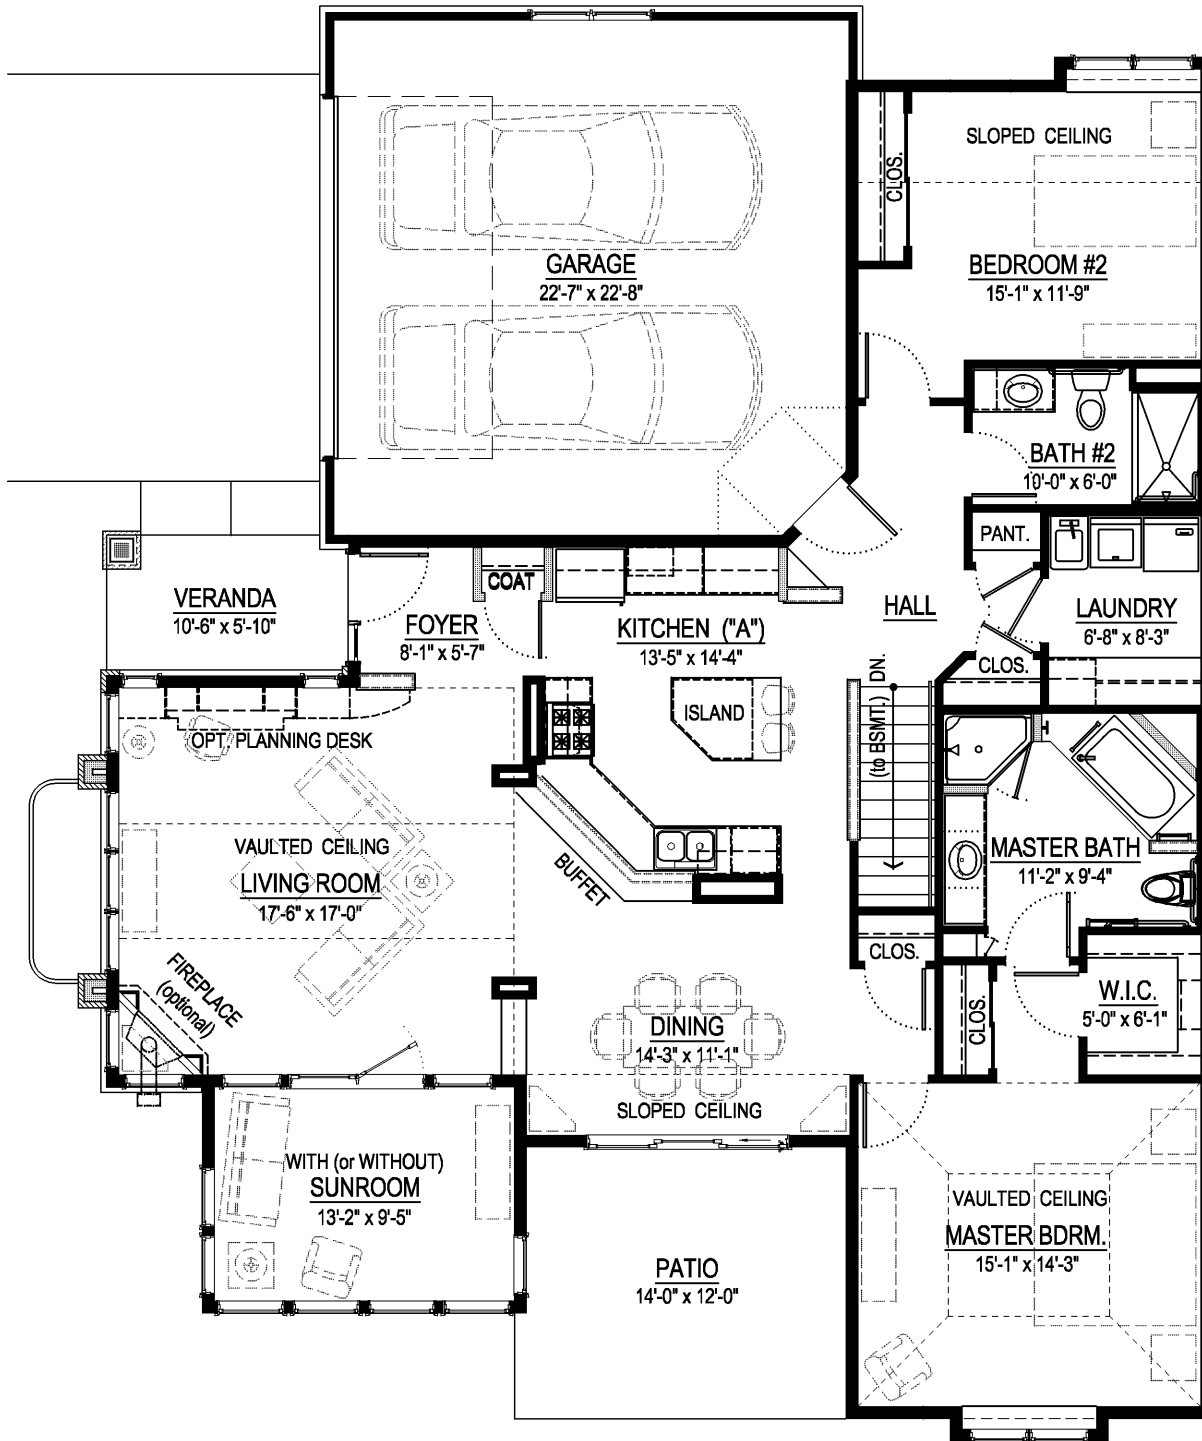 SLOPED CEILING
CLOS.
GARAGE
22'-7" x 22'-8"
BEDROOM #2
15'-1" x 11'-9"
BATH #2
10'-0" x 6'-0"
PANT.
COAT
VERANDA
10'-6" x 5'-10"
FOYER
8'-1" x 5'-7"
KITCHEN ("A")
13'-5" x 14'-4"
HALL
LAUNDRY
6'-8" x 8'-3"
CLOS.
(to BSMT.) DN.
ISLAND
OPT. PLANNING DESK
VAULTED CEILING
LIVING ROOM
17'-6" x 17'-0"
BUFFET
MASTER BATH
11'-2" x 9'-4"
CLOS.
FIREPLACE
(optional)
CLOS.
W.I.C.
5'-0" x 6'-1"
DINING
14'-3" x 11'-1"
SLOPED CEILING
WITH (or WITHOUT)
SUNROOM
13'-2" x 9'-5"
VAULTED CEILING
MASTER BDRM.
15'-1" x 14'-3"
PATIO
14'-0" x 12'-0"